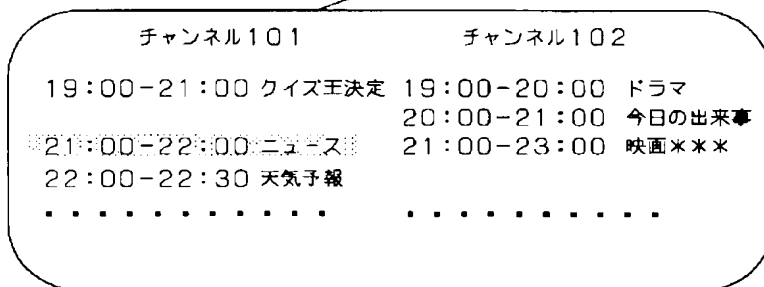 チャンネル101 チャンネル102
19:00-21:00 クイズ王決定 19:00-20:00 ドラマ
20:00-21:00 今日の出来事
21:00-22:00 ニュース 21:00-23:00 映画＊＊＊
22:00-22:30 天気予報
・・・・・・・・・・・・ ・・・・・・・・・・